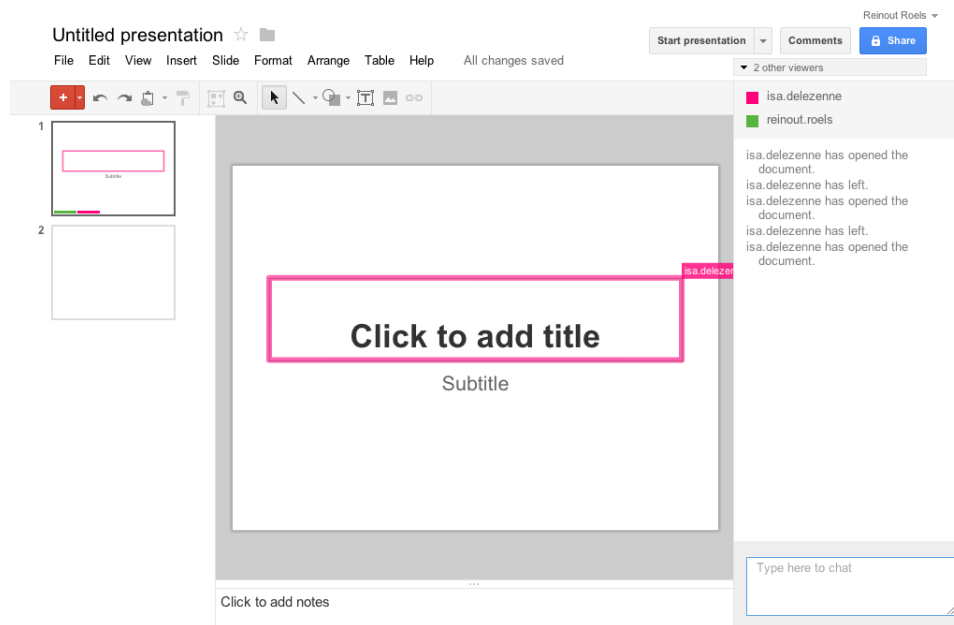 Reinout Roels
Untitled presentation
Start presentation
Comments
Share
File Edit View Insert Slide Format Arrange Table Help All changes saved
2 other viewers
isa.delezenne
reinout.roels
1
Subtitle
2
isa.delezenne has opened the
document.
isa.delezenne has left.
isa.delezenne has opened the
document.
isa.delezenne has left.
isa.delezenne has opened the
document.
isa.delezen
Click to add title
Subtitle
Type here to chat
Click to add notes